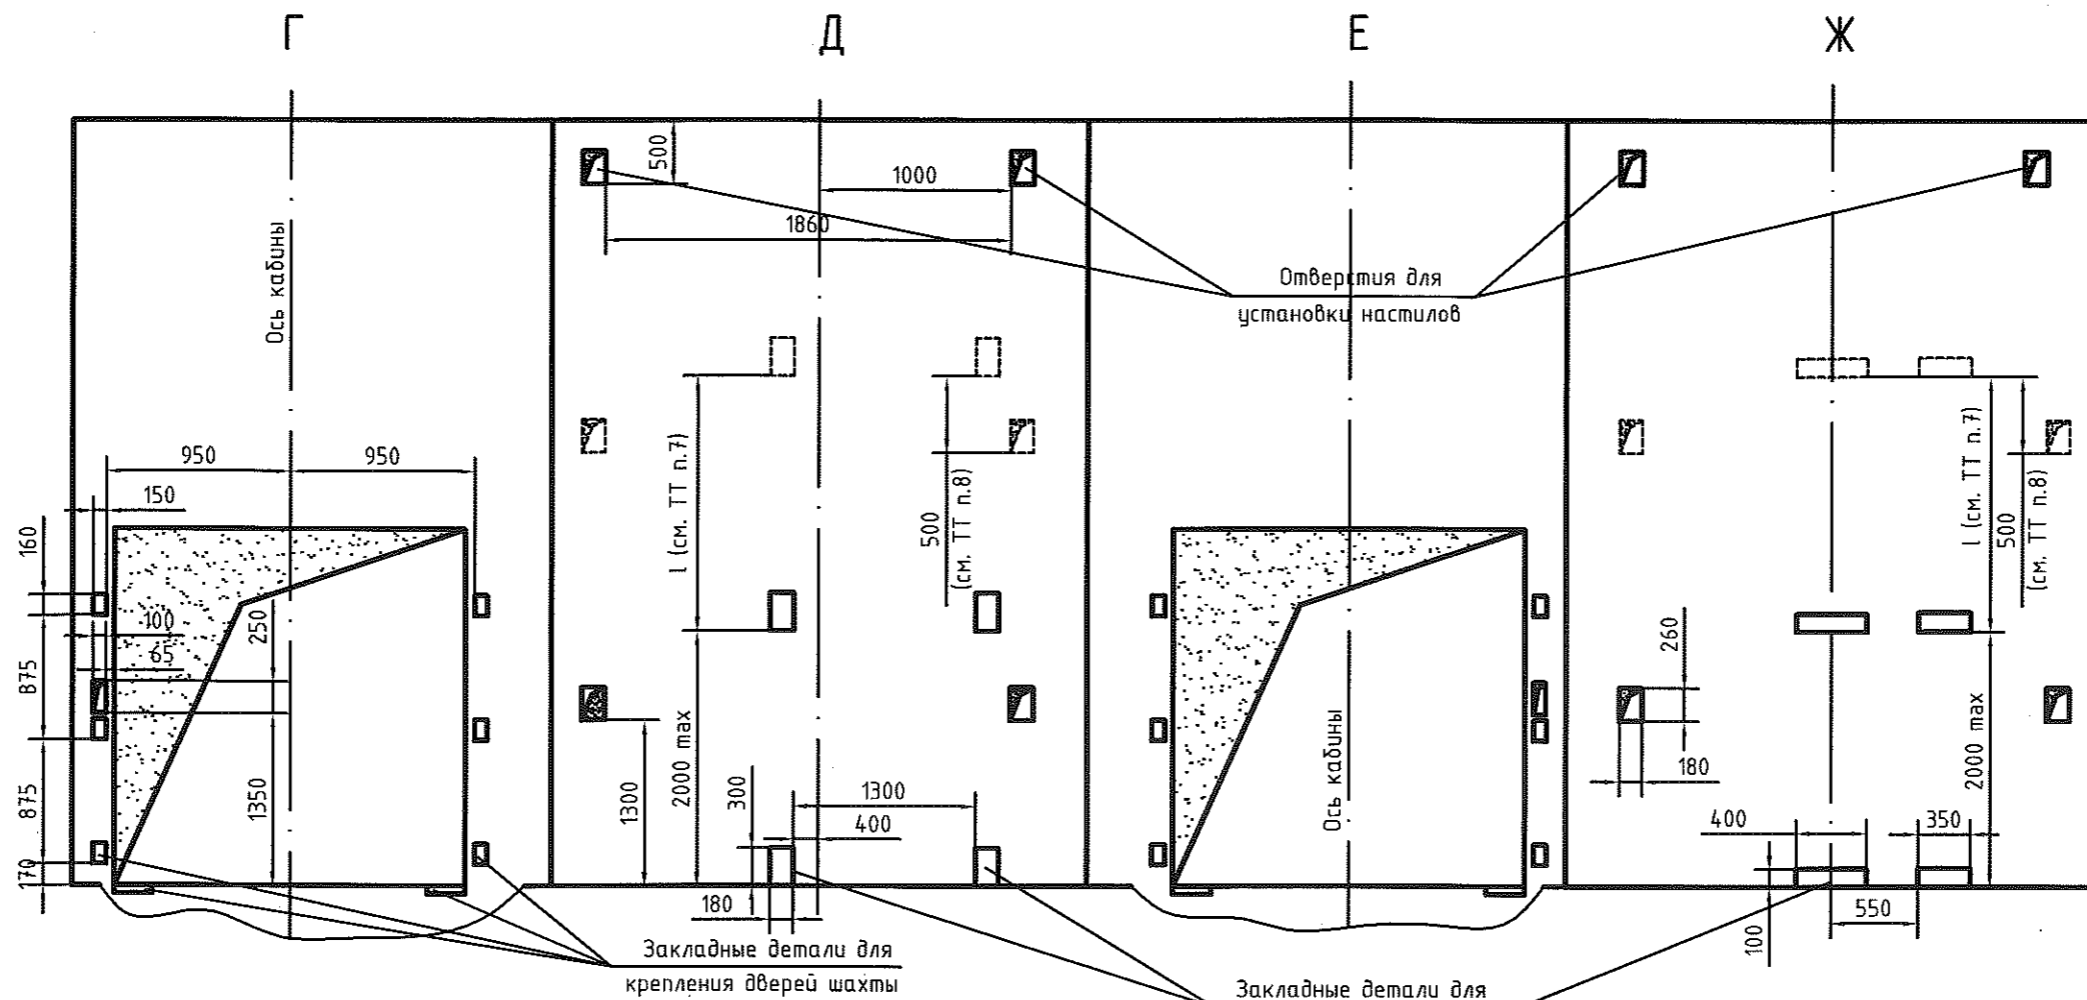 Г
Д
Е
Ж
500
1000
1860
Ось кабины
Отверстия для
установки настилов
950
950
150
160
100
65
250
875
1350
875
170
l (см. ТТ п.7)
500
(см. ТТ п.8)
1300
2000 max
300
1300
400
180
Закладные детали для
крепления дверей шахты
Ось кабины
l (см. ТТ п.7)
500
(см. ТТ п.8)
260
180
2000 max
400
350
100
550
Закладные детали для